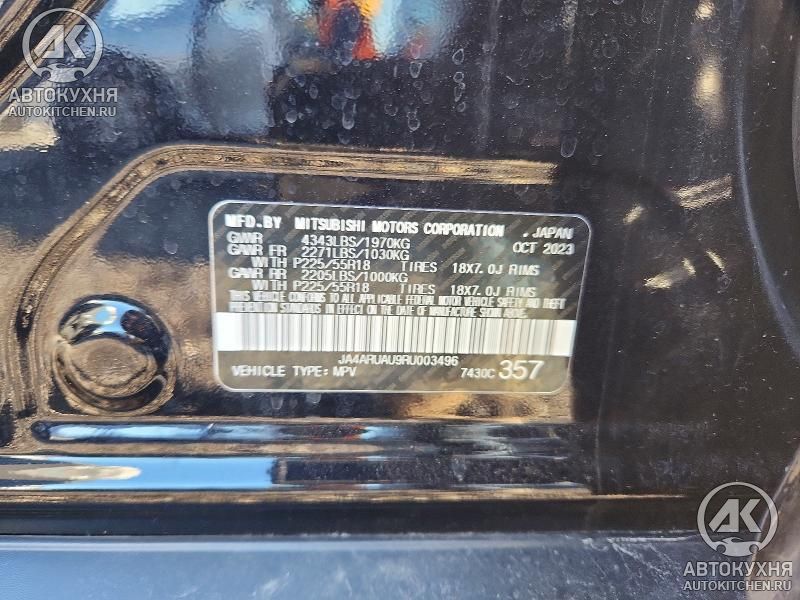 АК
АВТОКУХНЯ
AUTOKITCHEN.RU
MFD.BY MITSUBISHI MOTORS CORPORATION , JAPAN
GVWR 4343LBS/1970KG OCT 2023
GAWR FR 2271LBS/1030KG
WITH P225/55R18 TIRES 18X7.0J RIMS
GAWR RR 2205LBS/1000KG
WITH P225/55R18 TIRES 18X7.0J RIMS
THIS VEHICLE CONFORMS TO ALL APPLICABLE FEDERAL MOTOR VEHICLE SAFETY AND THEFT
PREVENTION STANDARDS IN EFFECT ON THE DATE OF MANUFACTURE SHOWN ABOVE.
JA4ARUAU9RU003496
VEHICLE TYPE:MPV 7430C 357
АК
АВТОКУХНЯ
AUTOKITCHEN.RU